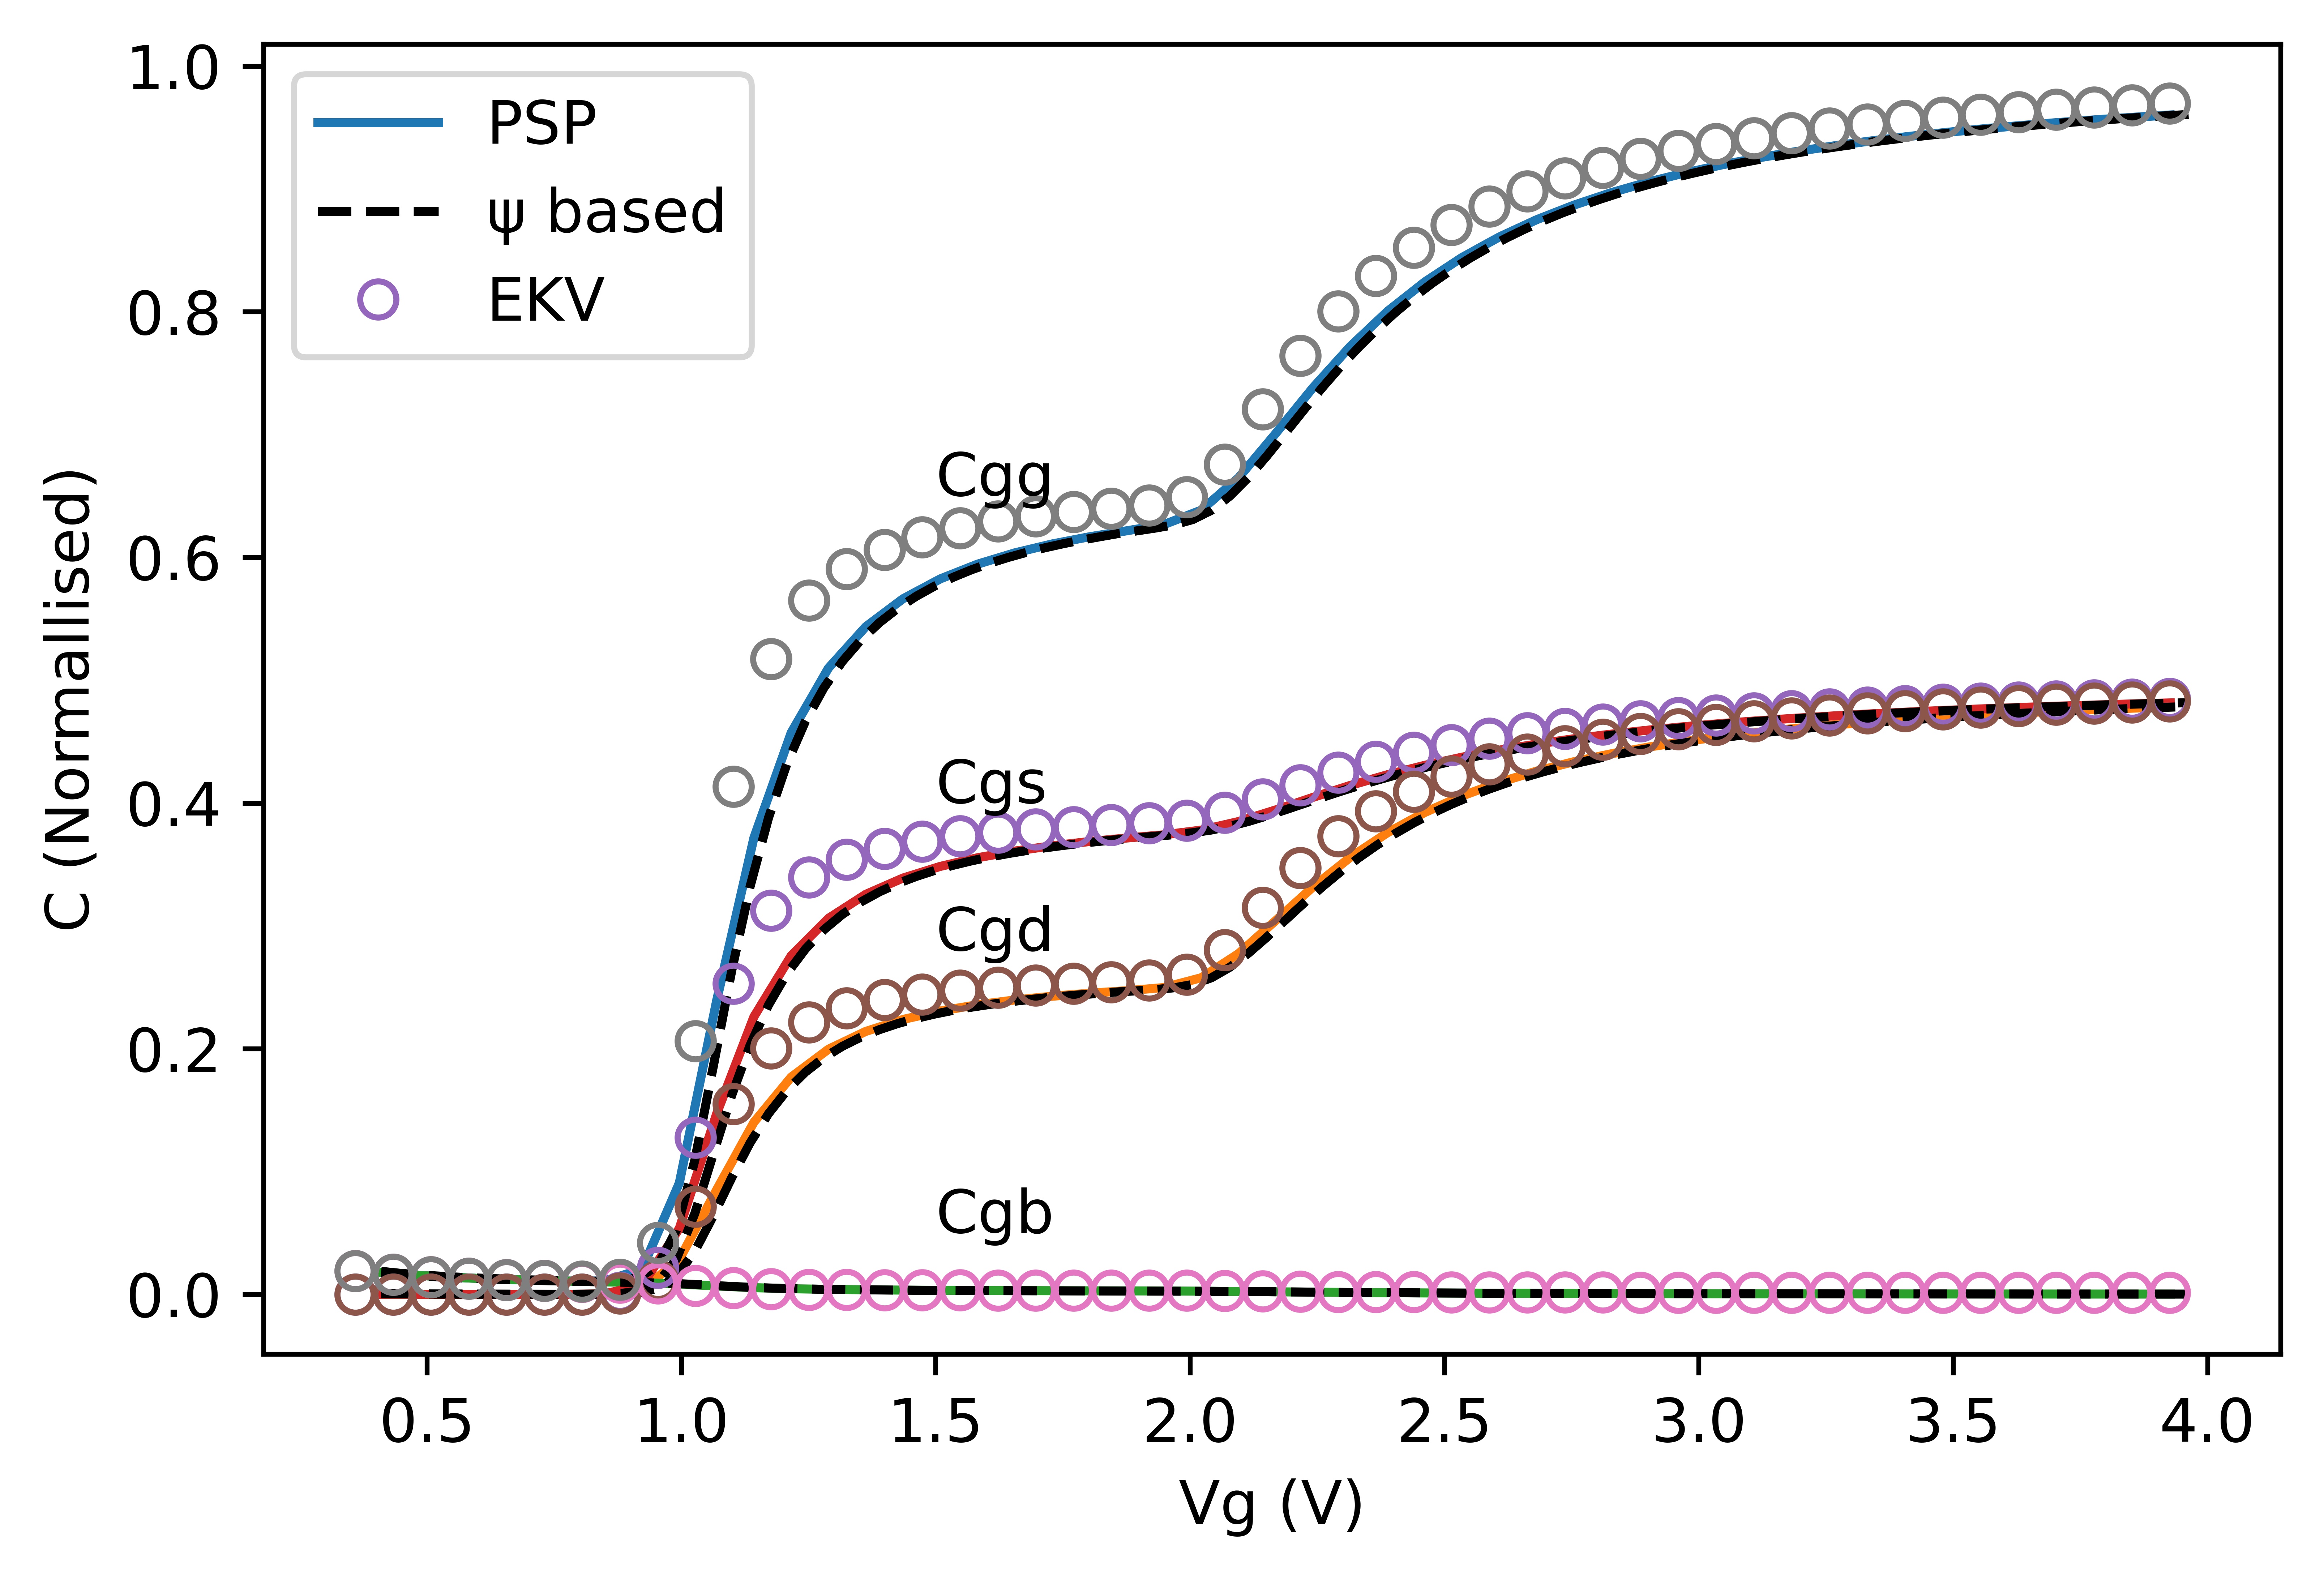 PSP
ψ based
EKV
1.0
0.8
0.6
0.4
0.2
0.0
C (Normallised)
Cgg
Cgs
Cgd
Cgb
0.5 1.0 1.5 2.0 2.5 3.0 3.5 4.0
Vg (V)